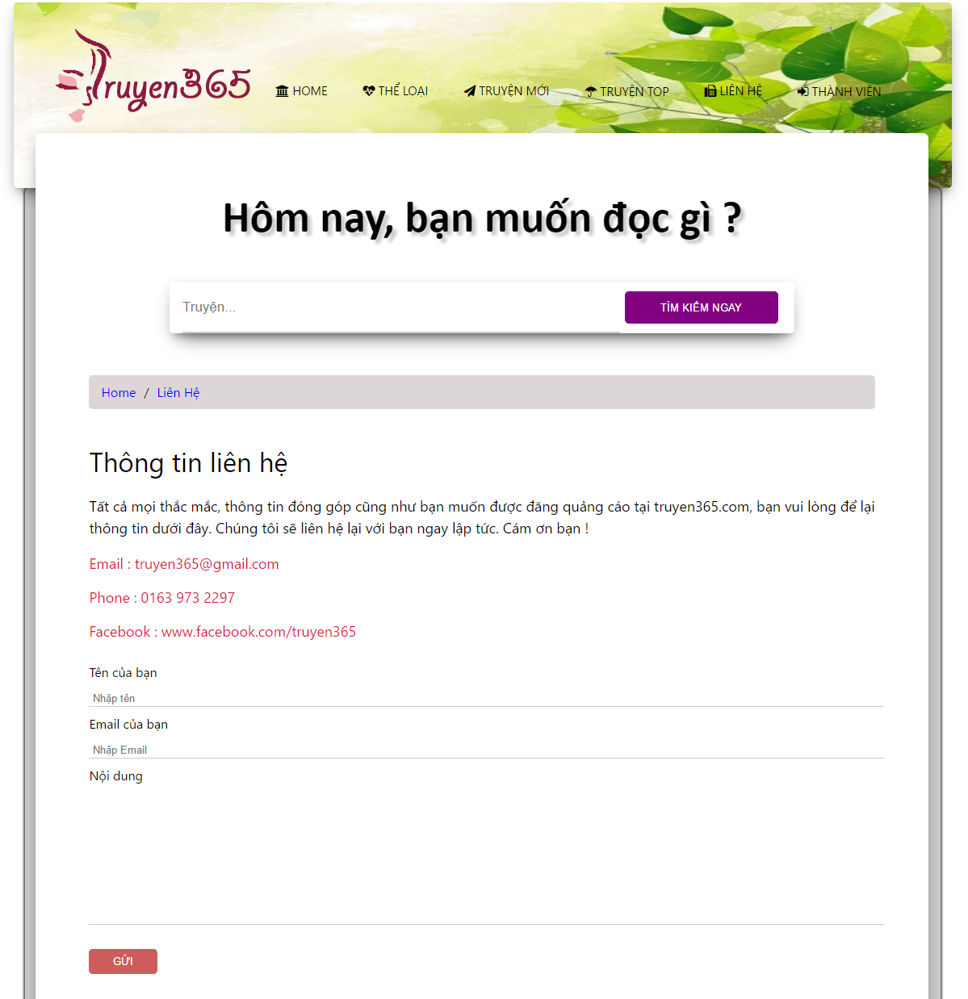 Truyen365
HOME THỂ LOẠI TRUYỆN MỚI TRUYỆN TOP LIÊN HỆ THÀNH VIÊN
Hôm nay, bạn muốn đọc gì ?
Truyện... TÌM KIẾM NGAY
Home / Liên Hệ
Thông tin liên hệ
Tất cả mọi thắc mắc, thông tin đóng góp cũng như bạn muốn được đăng quảng cáo tại truyen365.com, bạn vui lòng để lại
thông tin dưới đây. Chúng tôi sẽ liên hệ lại với bạn ngay lập tức. Cám ơn bạn !
Email : truyen365@gmail.com
Phone : 0163 973 2297
Facebook : www.facebook.com/truyen365
Tên của bạn
Nhập tên
Email của bạn
Nhập Email
Nội dung
GỬI